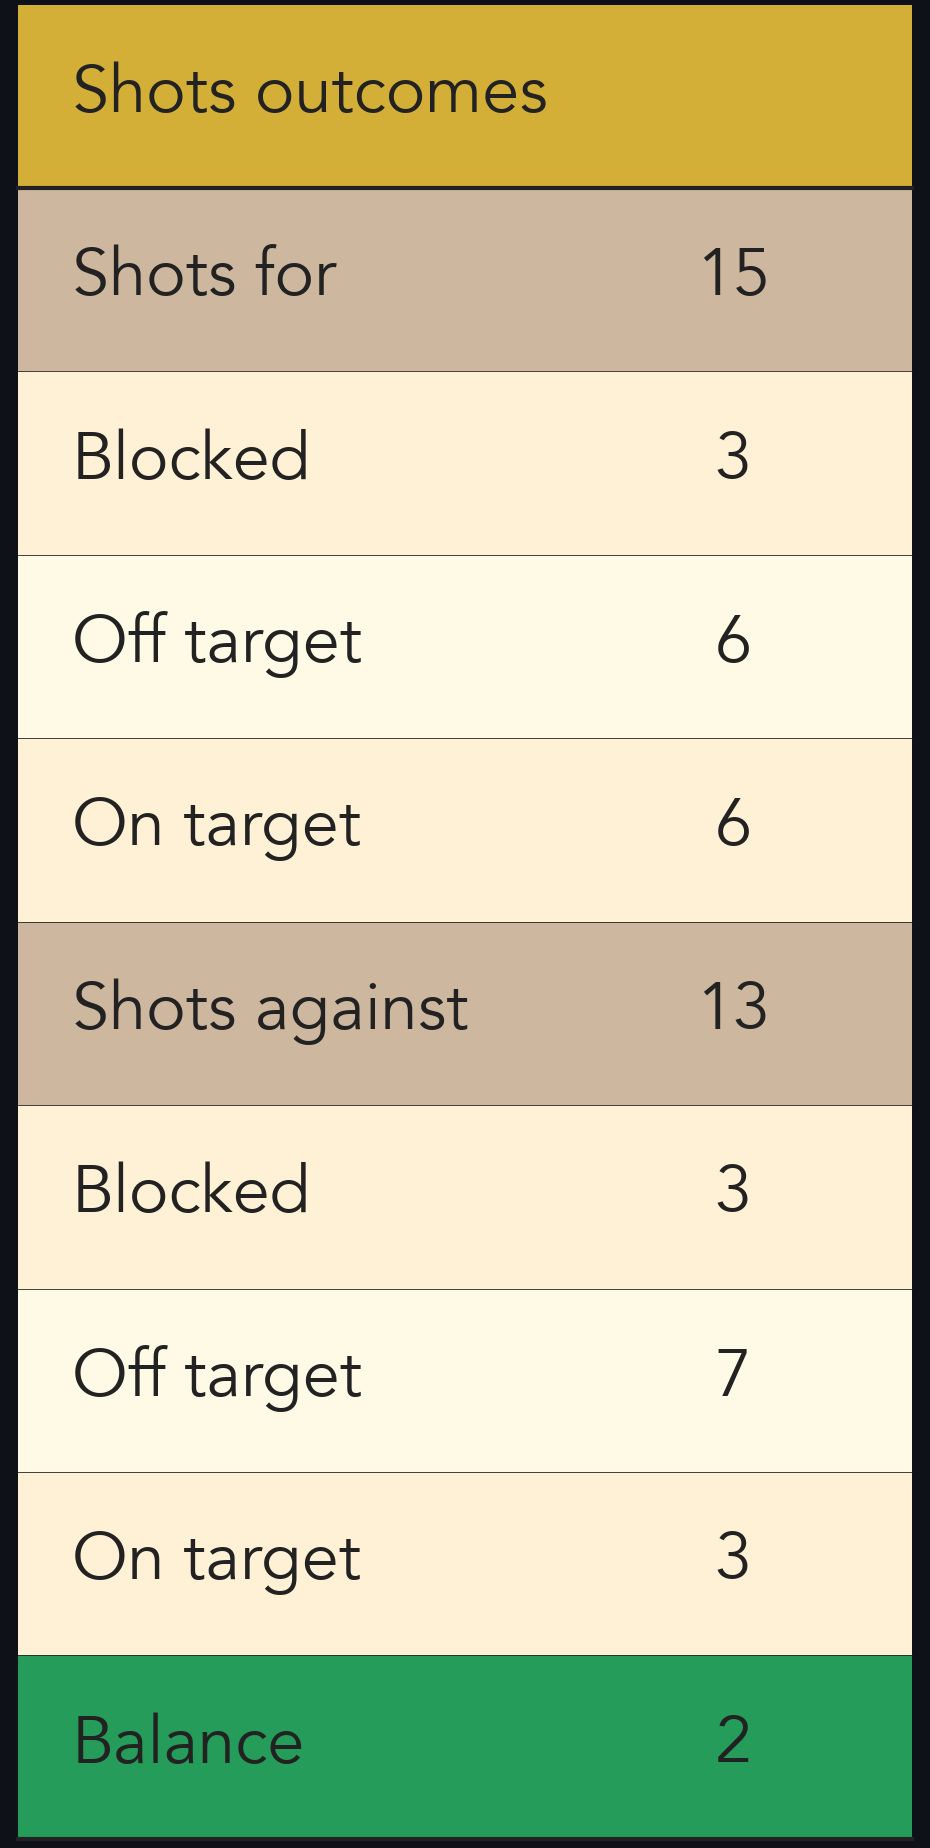 Shots outcomes
Shots for 15
Blocked 3
Off target 6
On target 6
Shots against 13
Blocked 3
Off target 7
On target 3
Balance 2